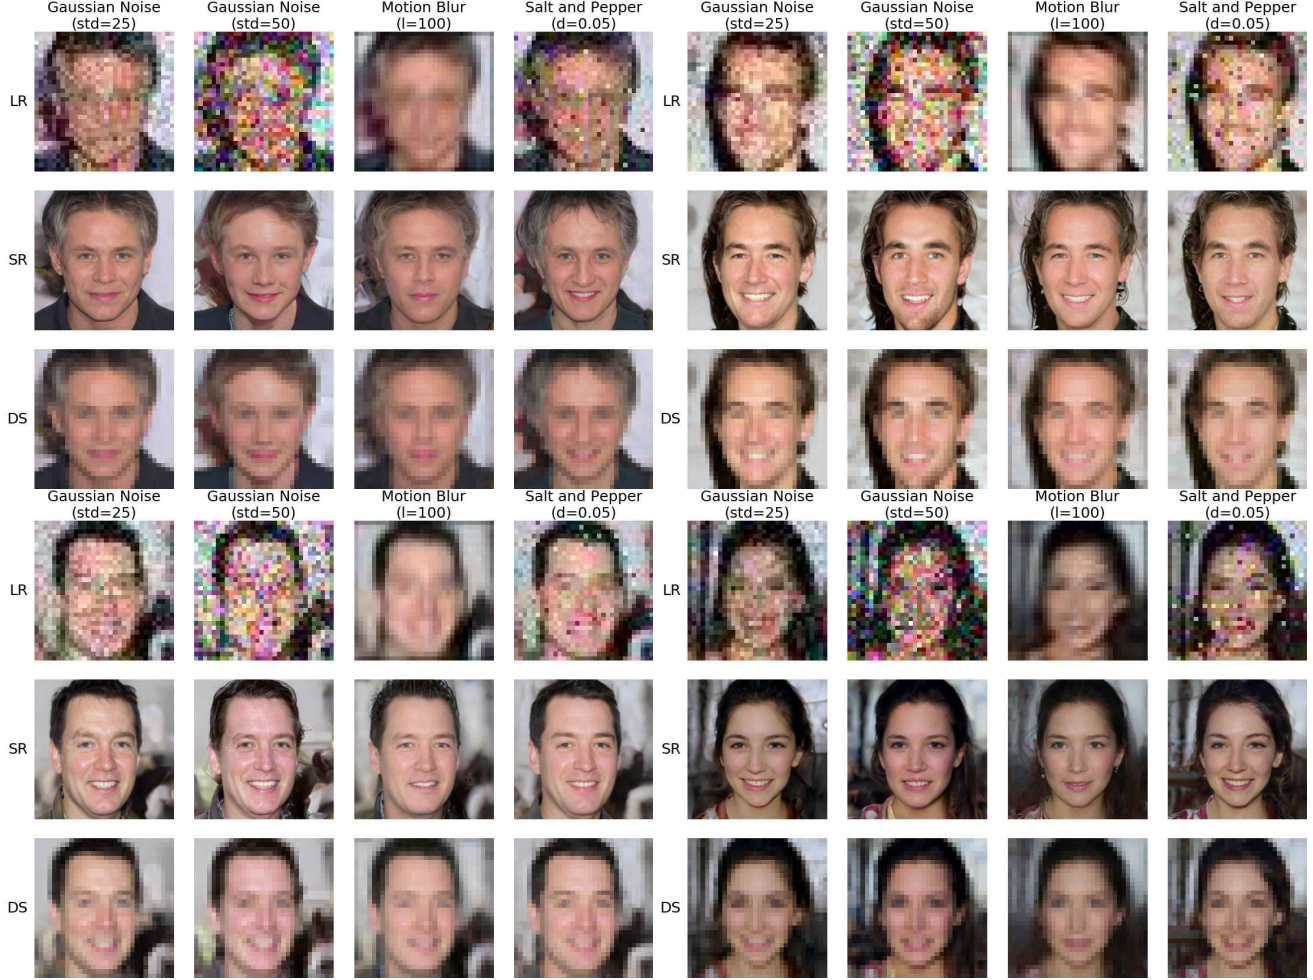 Gaussian Noise Gaussian Noise Motion Blur Salt and Pepper Gaussian Noise Gaussian Noise Motion Blur Salt and Pepper
(std=25) (std=50) (l=100) (d=0.05) (std=25) (std=50) (l=100) (d=0.05)
LR LR
SR SR
DS DS
Gaussian Noise Gaussian Noise Motion Blur Salt and Pepper Gaussian Noise Gaussian Noise Motion Blur Salt and Pepper
(std=25) (std=50) (l=100) (d=0.05) (std=25) (std=50) (l=100) (d=0.05)
LR LR
SR SR
DS DS